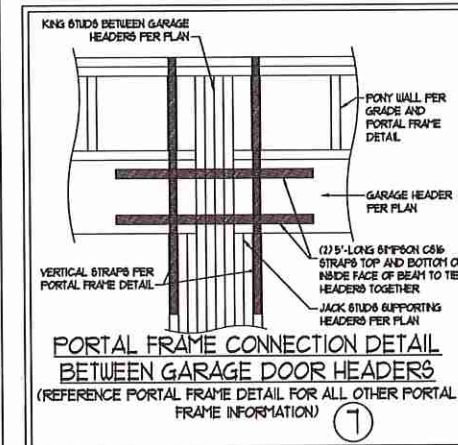 KING STUDS BETWEEN GARAGE
HEADERS PER PLAN
PONY WALL PER
GRADE AND
PORTAL FRAME
DETAIL
GARAGE HEADER
PER PLAN
(2) 5'-LONG SIMPSON CS16
STRAPS TOP AND BOTTOM OF
INSIDE FACE OF BEAM TO TIE
HEADERS TOGETHER
VERTICAL STRAPS PER
PORTAL FRAME DETAIL
JACK STUDS SUPPORTING
HEADERS PER PLAN
PORTAL FRAME CONNECTION DETAIL
BETWEEN GARAGE DOOR HEADERS
(REFERENCE PORTAL FRAME DETAIL FOR ALL OTHER PORTAL
FRAME INFORMATION)
7